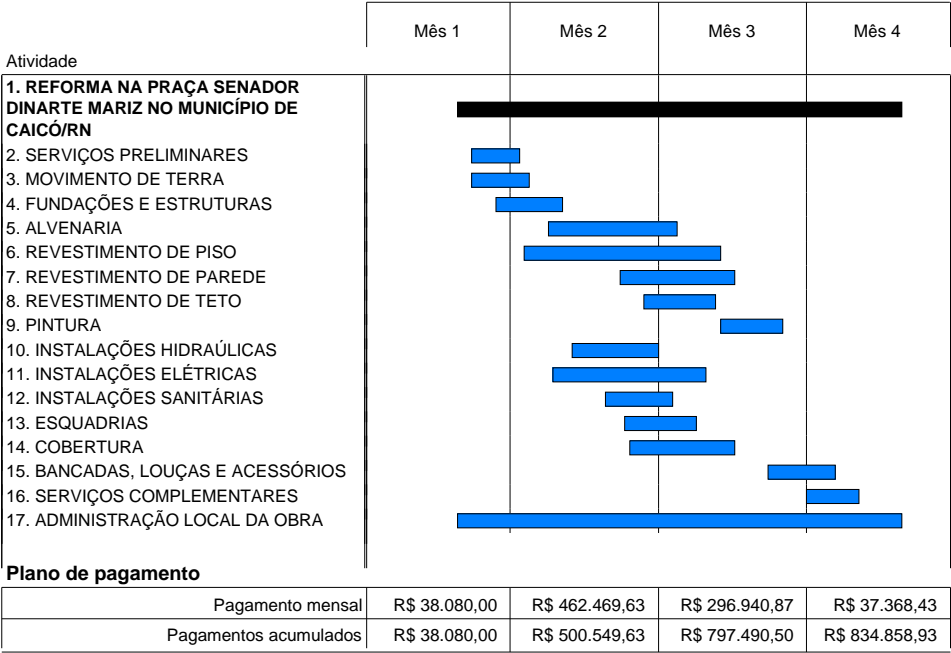 Mês 1 Mês 2 Mês 3 Mês 4
Atividade
1. REFORMA NA PRAÇA SENADOR
DINARTE MARIZ NO MUNICÍPIO DE
CAICÓ/RN
2. SERVIÇOS PRELIMINARES
3. MOVIMENTO DE TERRA
4. FUNDAÇÕES E ESTRUTURAS
5. ALVENARIA
6. REVESTIMENTO DE PISO
7. REVESTIMENTO DE PAREDE
8. REVESTIMENTO DE TETO
9. PINTURA
10. INSTALAÇÕES HIDRAÚLICAS
11. INSTALAÇÕES ELÉTRICAS
12. INSTALAÇÕES SANITÁRIAS
13. ESQUADRIAS
14. COBERTURA
15. BANCADAS, LOUÇAS E ACESSÓRIOS
16. SERVIÇOS COMPLEMENTARES
17. ADMINISTRAÇÃO LOCAL DA OBRA
Plano de pagamento
Pagamento mensal R$ 38.080,00 R$ 462.469,63 R$ 296.940,87 R$ 37.368,43
Pagamentos acumulados R$ 38.080,00 R$ 500.549,63 R$ 797.490,50 R$ 834.858,93